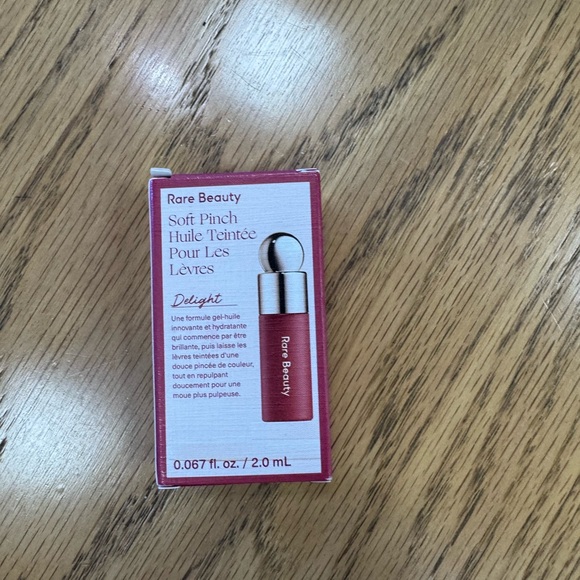 Rare Beauty
Soft Pinch
Huile Teintée
Pour Les
Lèvres
Delight
Une formule gel-huile
innovante et hydratante
qui commence par être
brillante, puis laisse les
lèvres teintées d'une
douce pincée de couleur,
tout en repulpant
doucement pour une
moue plus pulpeuse.
Rare Beauty
0.067 fl. oz. / 2.0 mL